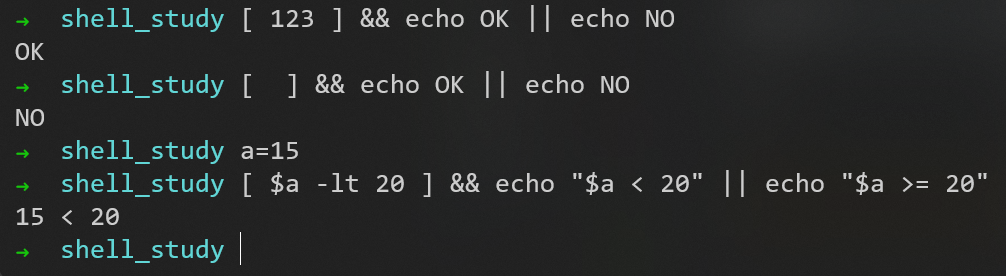 → shell_study [ 123 ] && echo OK || echo NO
OK
→ shell_study [  ] && echo OK || echo NO
NO
→ shell_study a=15
→ shell_study [ $a -lt 20 ] && echo "$a < 20" || echo "$a >= 20"
15 < 20
→ shell_study